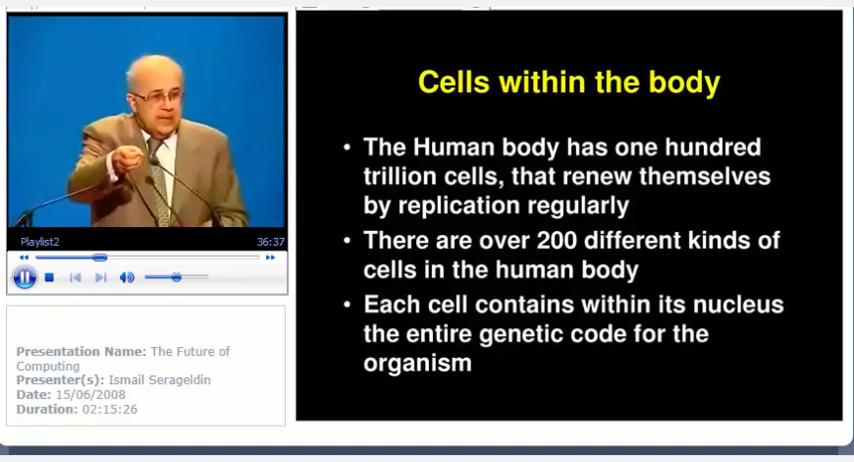 Playlist2 36:37
Presentation Name: The Future of
Computing
Presenter(s): Ismail Serageldin
Date: 15/06/2008
Duration: 02:15:26
Cells within the body
• The Human body has one hundred
trillion cells, that renew themselves
by replication regularly
• There are over 200 different kinds of
cells in the human body
• Each cell contains within its nucleus
the entire genetic code for the
organism